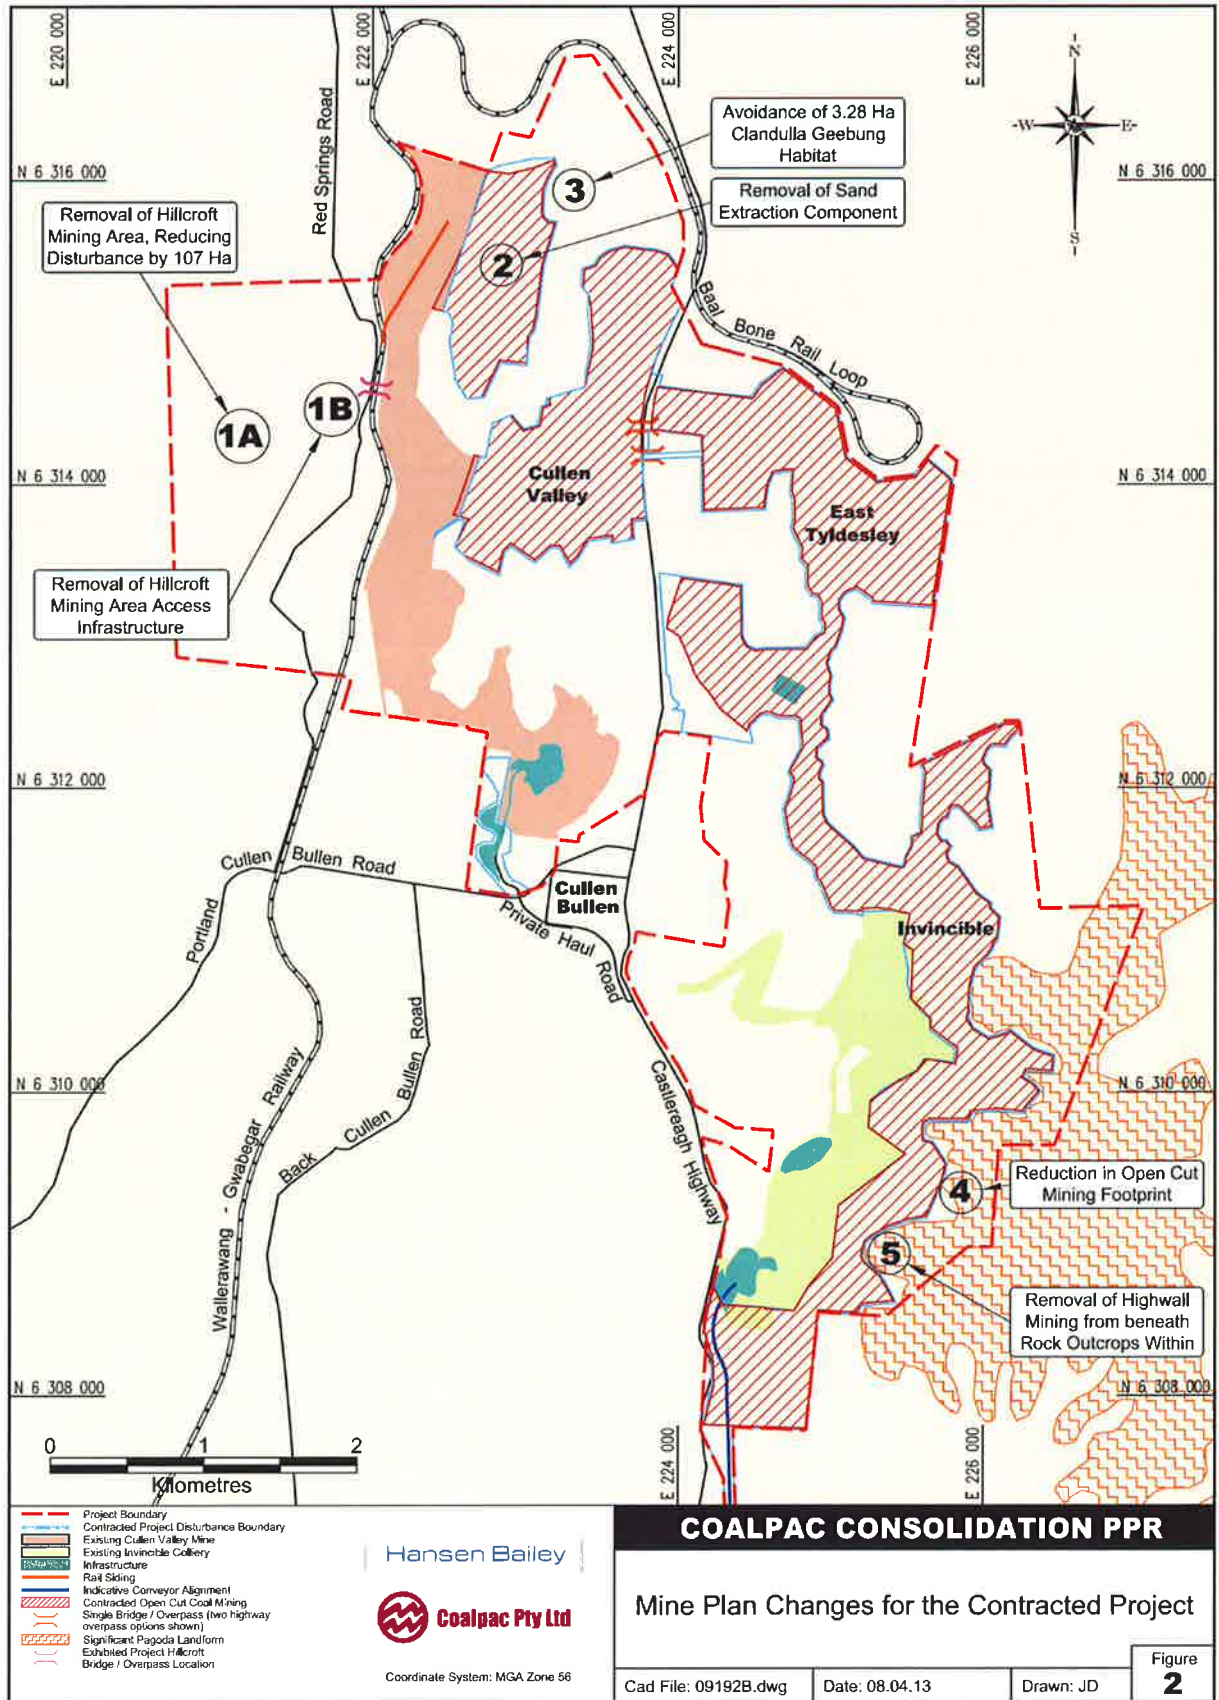 E 220 000
E 222 000
E 224 000
E 226 000
N
-W-
E-
S
N 6 316 000
N 6 316 000
Red Springs Road
Avoidance of 3.28 Ha
Clandulla Geebung
Habitat
3
Removal of Sand
Extraction Component
2
Removal of Hillcroft
Mining Area, Reducing
Disturbance by 107 Ha
Baal Bone Rail Loop
1A
1B
N 6 314 000
N 6 314 000
Cullen
Valley
East
Tyldesley
Removal of Hillcroft
Mining Area Access
Infrastructure
N 6 312 000
N 6 312 000
Cullen Bullen Road
Portland
Cullen
Bullen
Private Haul Road
Invincible
N 6 310 000
N 6 310 000
Wallerawang - Gwabegar Railway
Back Cullen Bullen Road
Castlereagh Highway
4
Reduction in Open Cut
Mining Footprint
5
Removal of Highwall
Mining from beneath
Rock Outcrops Within
N 6 308 000
N 6 308 000
E 224 000
E 226 000
0 1 2
Kilometres
Project Boundary
Contracted Project Disturbance Boundary
Existing Cullen Valley Mine
Existing Invincible Colliery
Infrastructure
Rail Siding
Indicative Conveyor Alignment
Contracted Open Cut Coal Mining
Single Bridge / Overpass (two highway
overpass options shown)
Significant Pagoda Landform
Exhibited Project Hillcroft
Bridge / Overpass Location
Hansen Bailey
Coalpac Pty Ltd
Coordinate System: MGA Zone 56
COALPAC CONSOLIDATION PPR
Mine Plan Changes for the Contracted Project
Cad File: 09192B.dwg
Date: 08.04.13
Drawn: JD
Figure
2